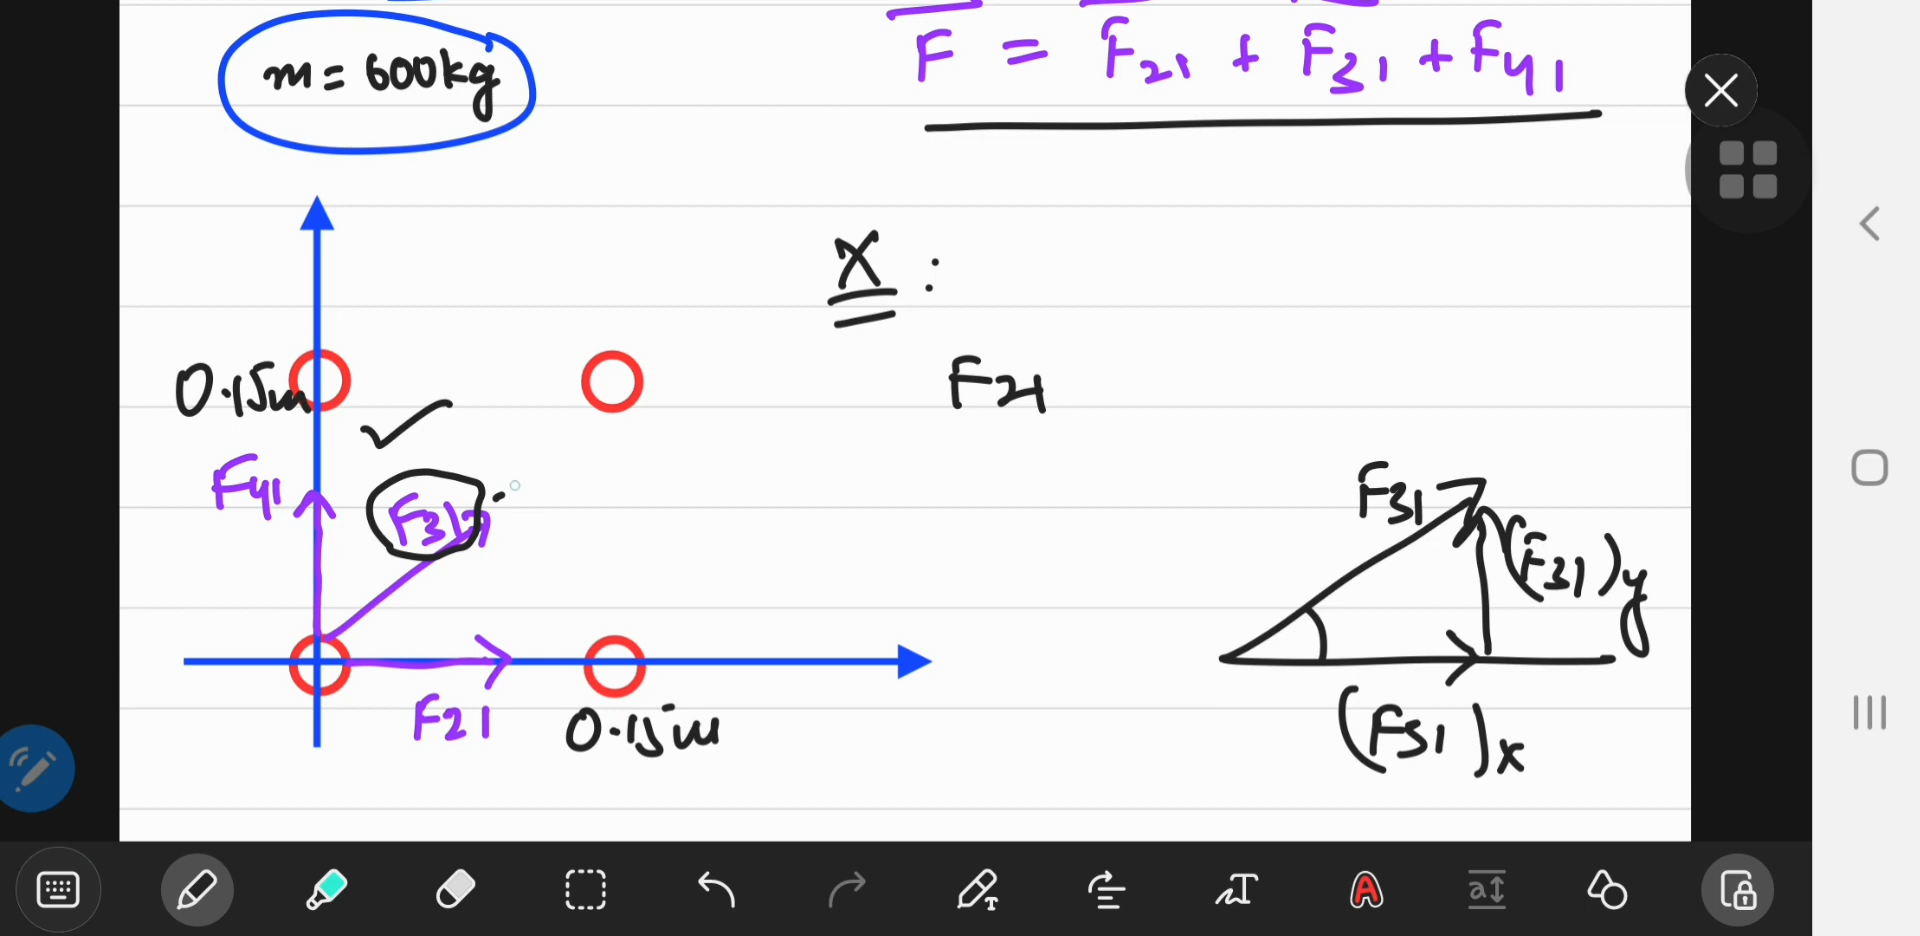 m = 600kg
F = F21 + F31 + F41
X :
0.15m
F21
F41
F31
F31
(F31)y
F21
0.15m
(F31)x